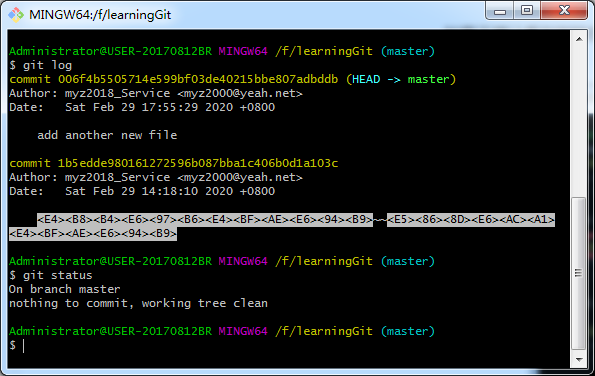 MINGW64:/f/learningGit
Administrator@USER-20170812BR MINGW64 /f/learningGit (master)
$ git log
commit 006f4b5505714e599bf03de40215bbe807adbddb (HEAD -> master)
Author: myz2018_Service <myz2000@yeah.net>
Date:   Sat Feb 29 17:55:29 2020 +0800
add another new file
commit 1b5edde980161272596b087bba1c406b0d1a103c
Author: myz2018_Service <myz2000@yeah.net>
Date:   Sat Feb 29 14:18:10 2020 +0800
<E4><B8><B4><E6><97><B6><E4><BF><AE><E6><94><B9>~~<E5><86><8D><E6><AC><A1>
<E4><BF><AE><E6><94><B9>
Administrator@USER-20170812BR MINGW64 /f/learningGit (master)
$ git status
On branch master
nothing to commit, working tree clean
Administrator@USER-20170812BR MINGW64 /f/learningGit (master)
$